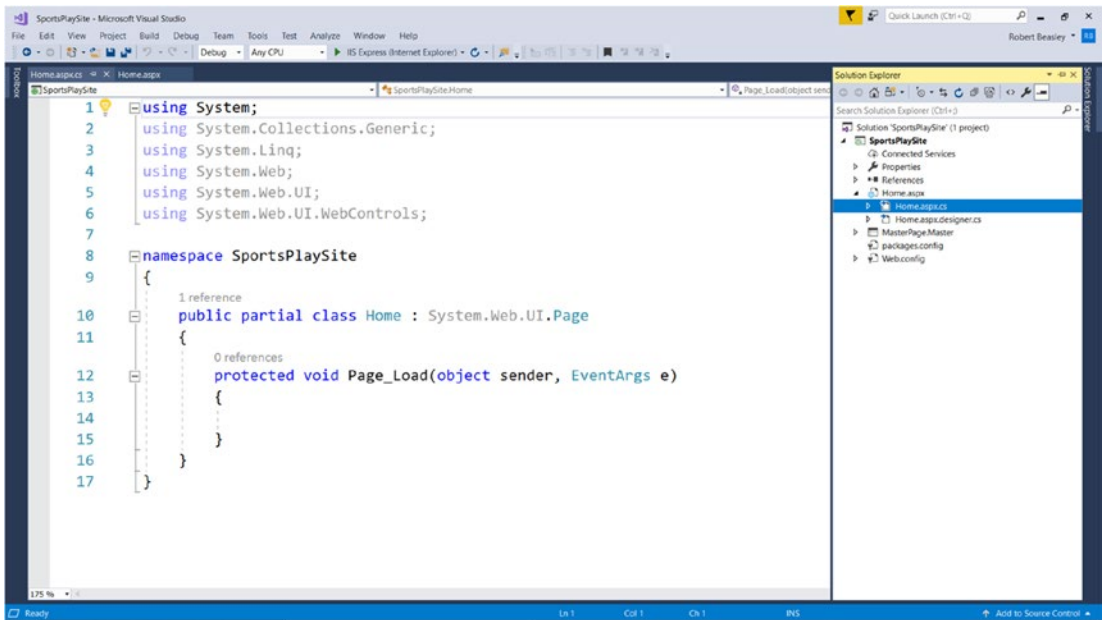 SportsPlaySite - Microsoft Visual Studio
Quick Launch (Ctrl+Q)
File Edit View Project Build Debug Team Tools Test Analyze Window Help
Robert Beasley
Debug Any CPU IIS Express (Internet Explorer)
Toolbox
Home.aspx.cs Home.aspx
SportsPlaySite SportsPlaySite.Home Page_Load(object send
1 using System;
2 using System.Collections.Generic;
3 using System.Linq;
4 using System.Web;
5 using System.Web.UI;
6 using System.Web.UI.WebControls;
7
8 namespace SportsPlaySite
9 {
1 reference
10 public partial class Home : System.Web.UI.Page
11 {
0 references
12 protected void Page_Load(object sender, EventArgs e)
13 {
14
15 }
16 }
17 }
175 %
Solution Explorer
Search Solution Explorer (Ctrl+;)
Solution 'SportsPlaySite' (1 project)
SportsPlaySite
Connected Services
Properties
References
Home.aspx
Home.aspx.cs
Home.aspx.designer.cs
MasterPage.Master
packages.config
Web.config
Solution Explorer
Ready Ln 1 Col 1 Ch 1 INS Add to Source Control